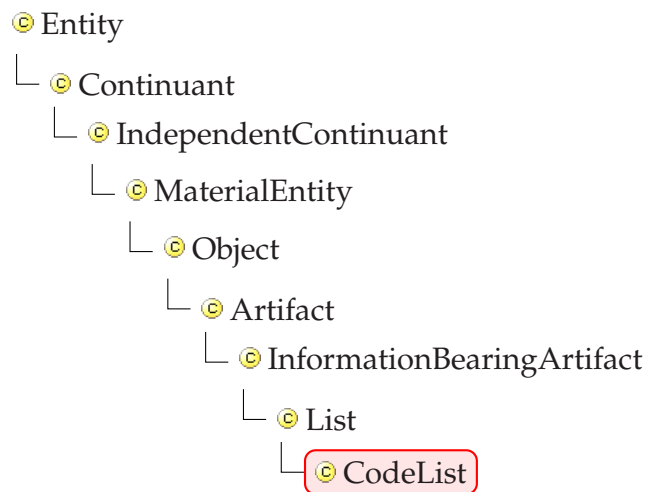 C Entity
C Continuant
C IndependentContinuant
C MaterialEntity
C Object
C Artifact
C InformationBearingArtifact
C List
C CodeList